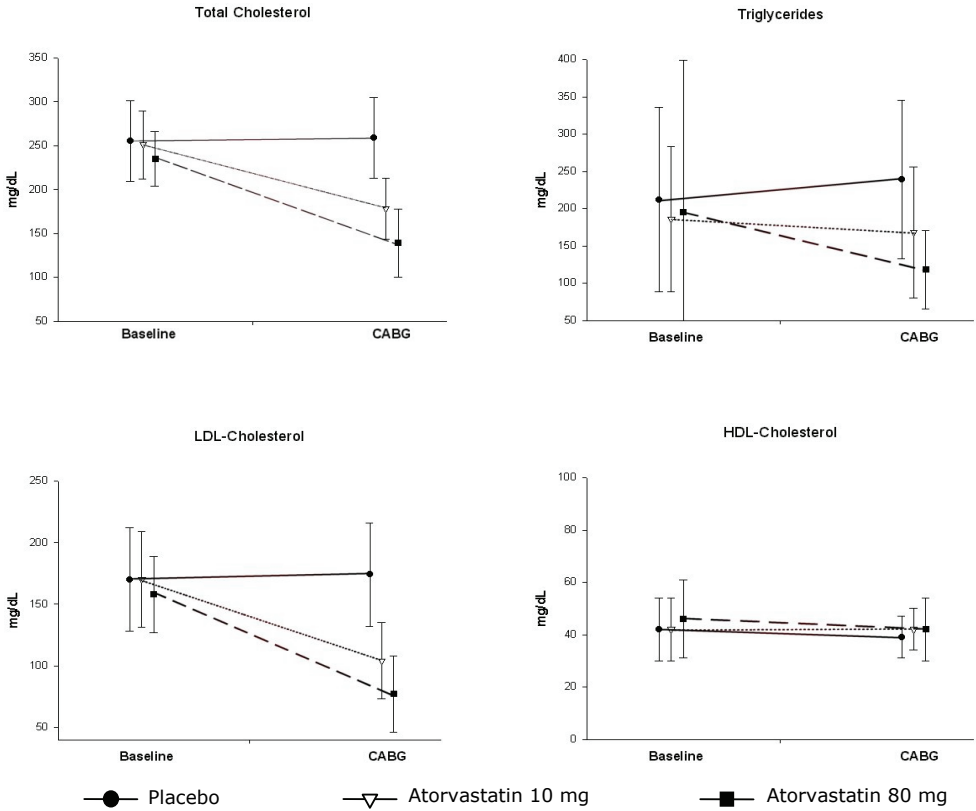 Total Cholesterol
350
300
250
200
150
100
50
mg/dL
Baseline
CABG
Triglycerides
400
350
300
250
200
150
100
50
mg/dL
Baseline
CABG
LDL-Cholesterol
250
200
150
100
50
mg/dL
Baseline
CABG
HDL-Cholesterol
100
80
60
40
20
0
mg/dL
Baseline
CABG
Placebo
Atorvastatin 10 mg
Atorvastatin 80 mg